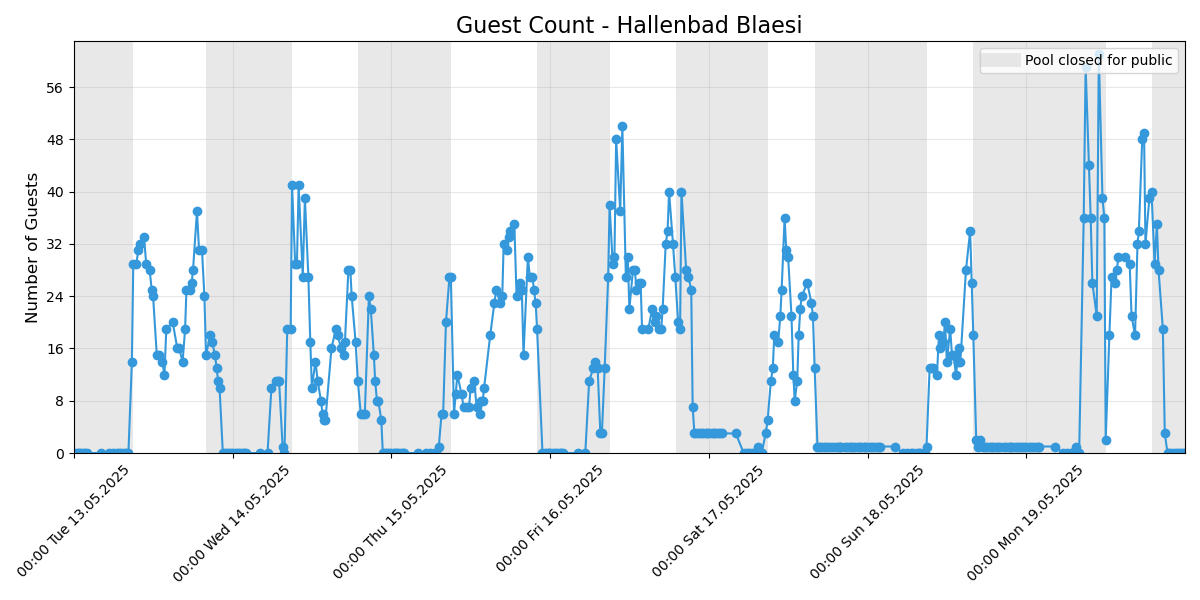 Guest Count - Hallenbad Blaesi
Pool closed for public
Number of Guests
56
48
40
32
24
16
8
0
00:00 Tue 13.05.2025
00:00 Wed 14.05.2025
00:00 Thu 15.05.2025
00:00 Fri 16.05.2025
00:00 Sat 17.05.2025
00:00 Sun 18.05.2025
00:00 Mon 19.05.2025